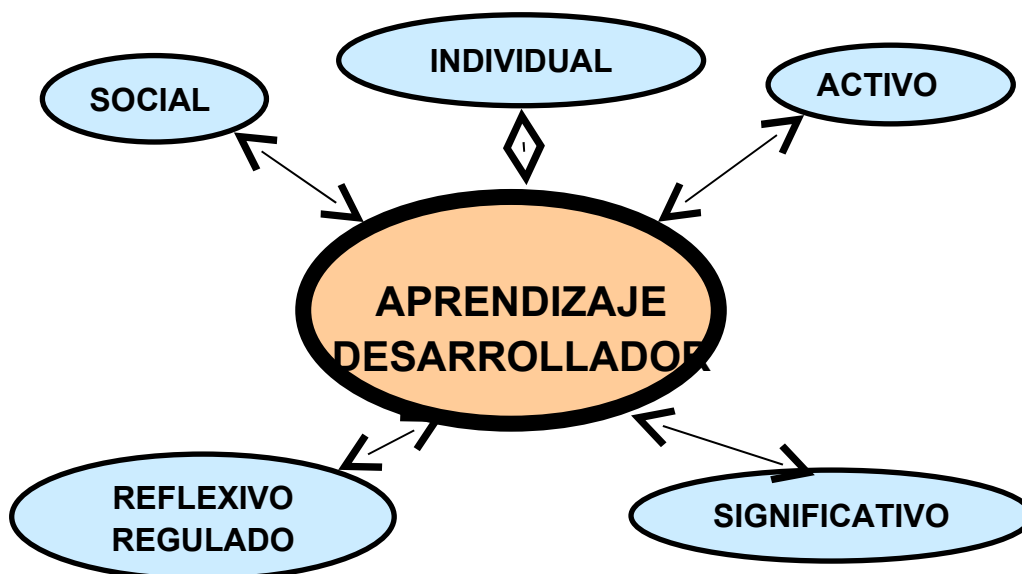 INDIVIDUAL
SOCIAL
ACTIVO
APRENDIZAJE
DESARROLLADOR
REFLEXIVO
REGULADO
SIGNIFICATIVO